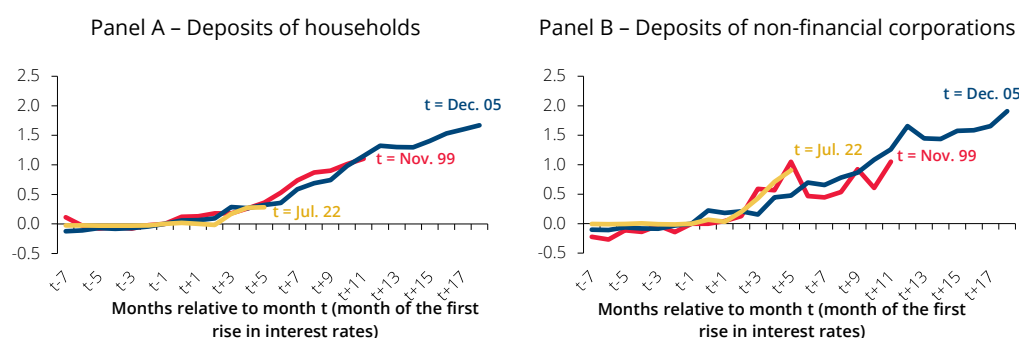 Panel A – Deposits of households
2.5
2.0
1.5
1.0
0.5
0.0
-0.5
t = Dec. 05
t = Nov. 99
t = Jul. 22
t-7
t-5
t-3
t-1
t+1
t+3
t+5
t+7
t+9
t+11
t+13
t+15
t+17
Months relative to month t (month of the first
rise in interest rates)
Panel B – Deposits of non-financial corporations
2.5
2.0
1.5
1.0
0.5
0.0
-0.5
t = Dec. 05
t = Jul. 22
t = Nov. 99
t-7
t-5
t-3
t-1
t+1
t+3
t+5
t+7
t+9
t+11
t+13
t+15
t+17
Months relative to month t (month of the first
rise in interest rates)